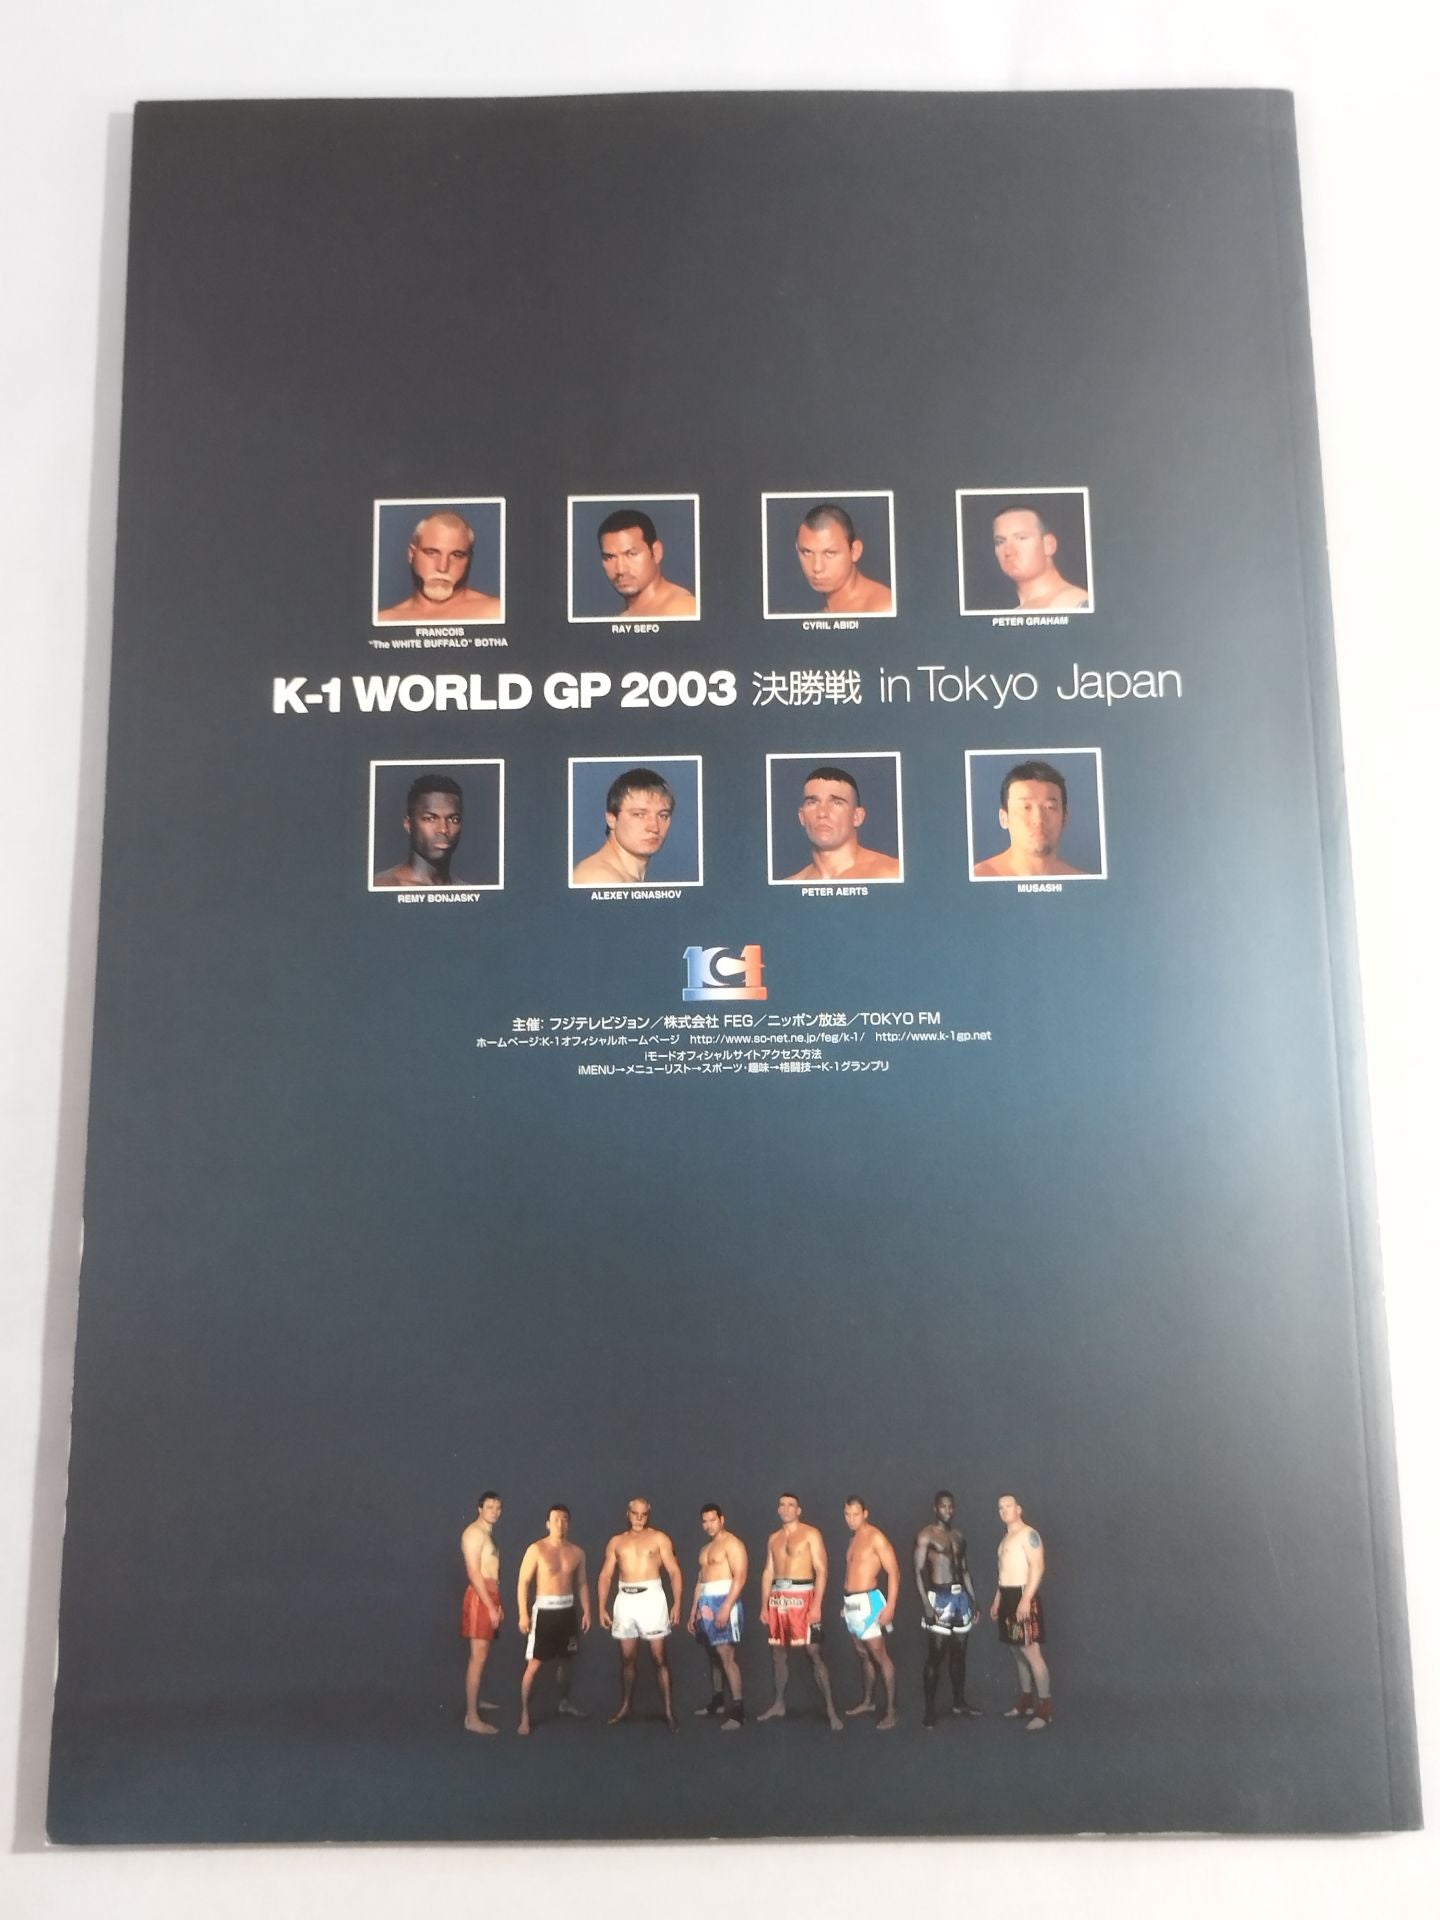 FRANCOIS
"The WHITE BUFFALO" BOTHA
RAY SEFO
CYRIL ABIDI
PETER GRAHAM
K-1 WORLD GP 2003 決勝戦 in Tokyo Japan
REMY BONJASKY
ALEXEY IGNASHOV
PETER AERTS
MUSASHI
主催: フジテレビジョン／株式会社 FEG／ニッポン放送／TOKYO FM
ホームページ:K-1オフィシャルホームページ http://www.so-net.ne.jp/feg/k-1/ http://www.k-1gp.net
iモードオフィシャルサイトアクセス方法
iMENU→メニューリスト→スポーツ・趣味→格闘技→K-1グランプリ